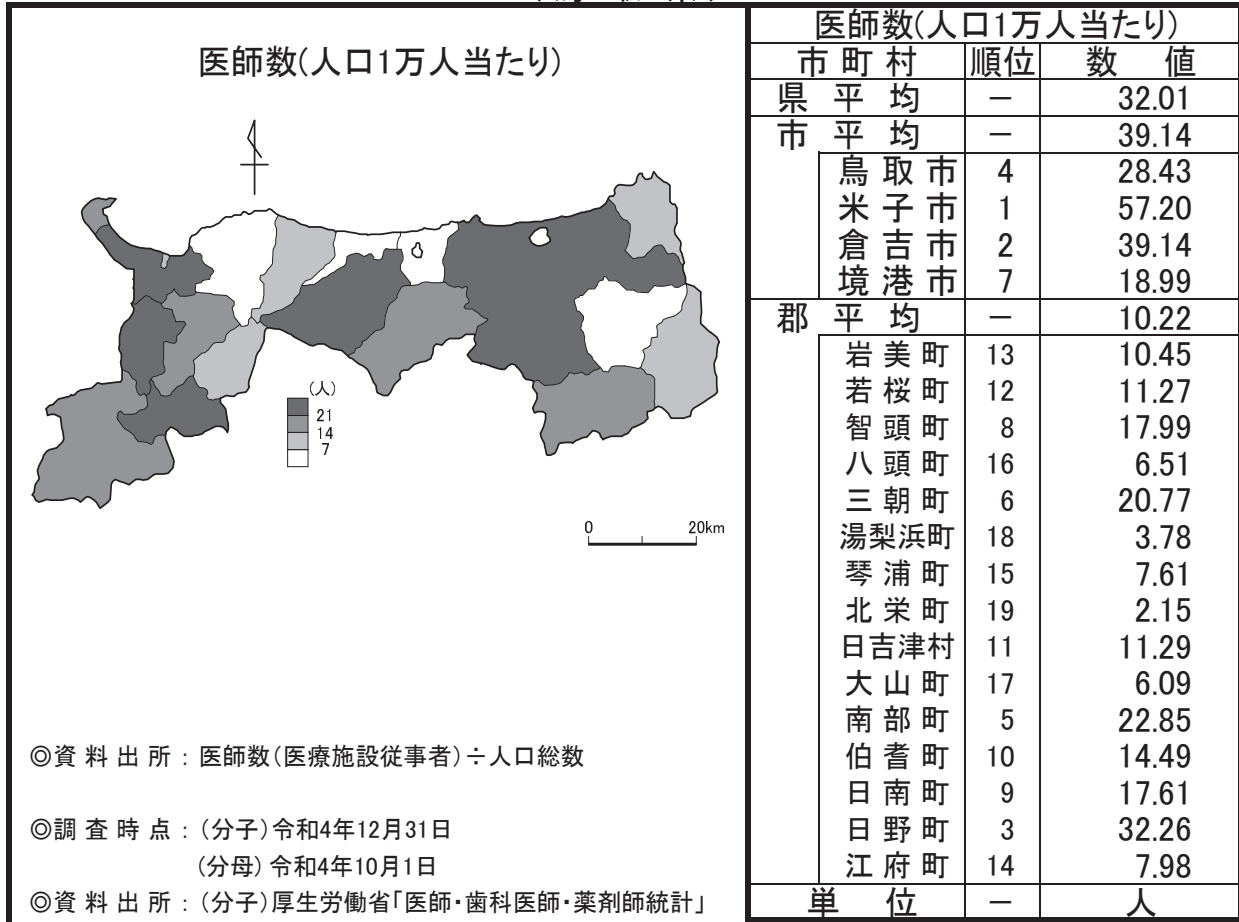 医師数(人口1万人当たり)
(人)
21
14
7
0 20km
◎資料出所：医師数(医療施設従事者)÷人口総数
◎調査時点：(分子)令和4年12月31日
(分母)令和4年10月1日
◎資料出所：(分子)厚生労働省「医師・歯科医師・薬剤師統計」
医師数(人口1万人当たり)
市町村 順位 数値
県平均 － 32.01
市平均 － 39.14
鳥取市 4 28.43
米子市 1 57.20
倉吉市 2 39.14
境港市 7 18.99
郡平均 － 10.22
岩美町 13 10.45
若桜町 12 11.27
智頭町 8 17.99
八頭町 16 6.51
三朝町 6 20.77
湯梨浜町 18 3.78
琴浦町 15 7.61
北栄町 19 2.15
日吉津村 11 11.29
大山町 17 6.09
南部町 5 22.85
伯耆町 10 14.49
日南町 9 17.61
日野町 3 32.26
江府町 14 7.98
単位 － 人